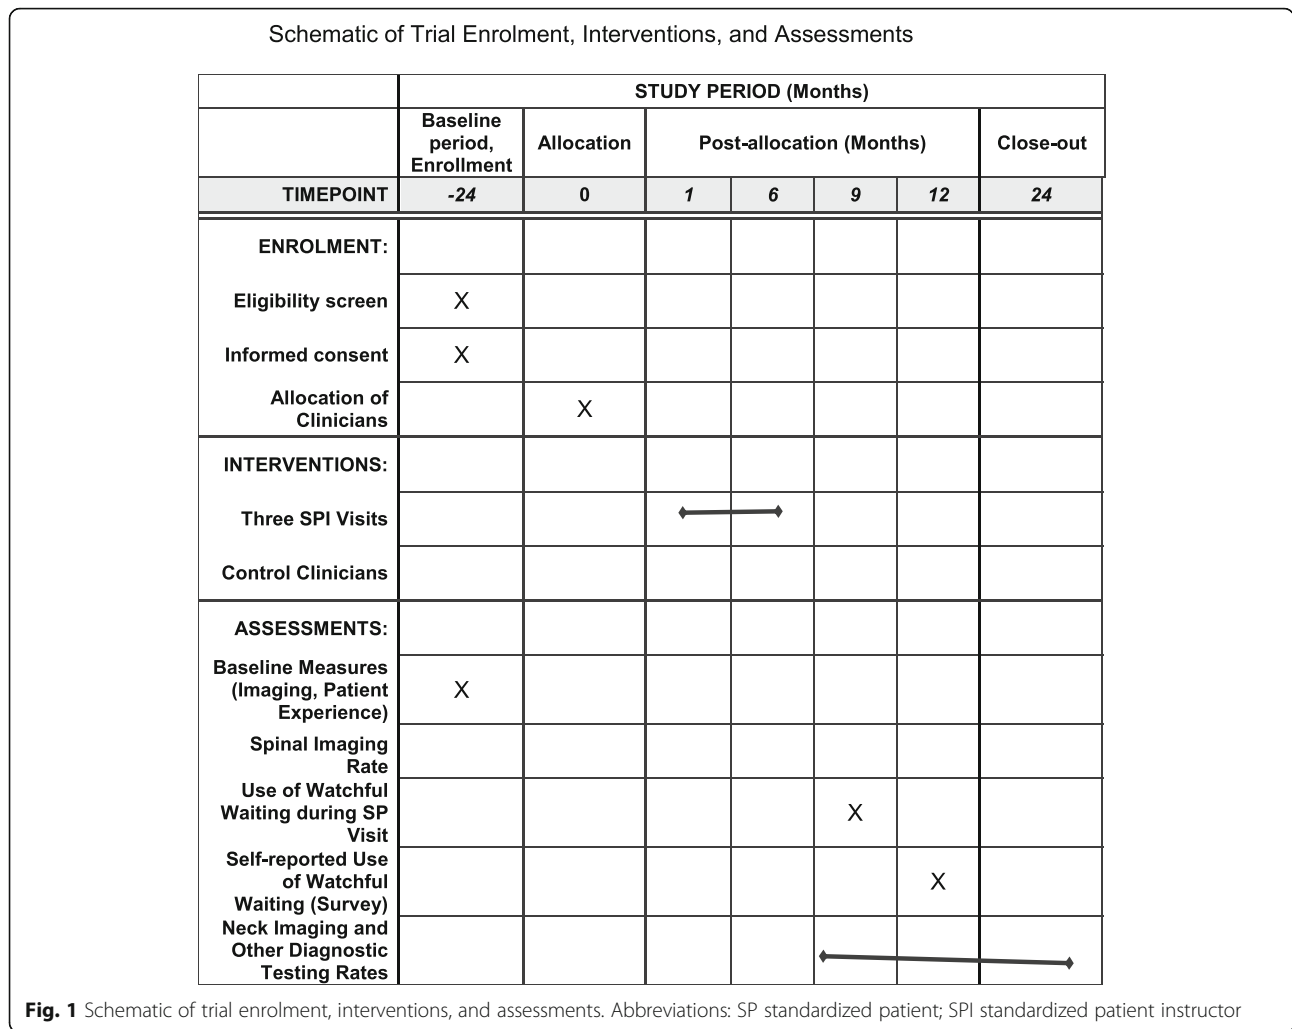 Schematic of Trial Enrolment, Interventions, and Assessments
STUDY PERIOD (Months)
Baseline
period,
Enrollment
Allocation
Post-allocation (Months)
Close-out
TIMEPOINT -24 0 1 6 9 12 24
ENROLMENT:
Eligibility screen X
Informed consent X
Allocation of
Clinicians
X
INTERVENTIONS:
Three SPI Visits
Control Clinicians
ASSESSMENTS:
Baseline Measures
(Imaging, Patient
Experience)
X
Spinal Imaging
Rate
Use of Watchful
Waiting during SP
Visit
X
Self-reported Use
of Watchful
Waiting (Survey)
X
Neck Imaging and
Other Diagnostic
Testing Rates
Fig. 1 Schematic of trial enrolment, interventions, and assessments. Abbreviations: SP standardized patient; SPI standardized patient instructor